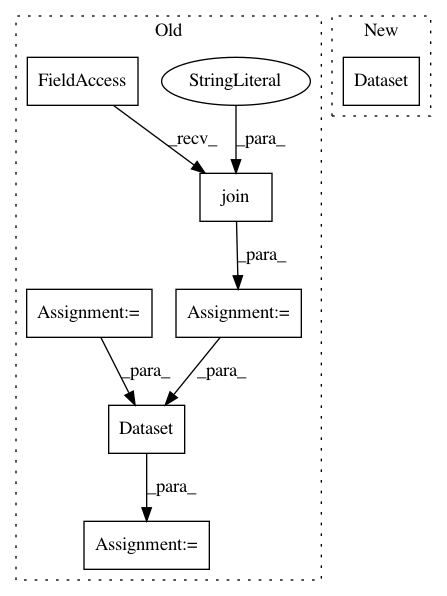 Old
New
FieldAccess
StringLiteral
Dataset
_recv_
_para_
join
_para_
Assignment:=
Assignment:=
_para_
_para_
Dataset
_para_
Assignment:=